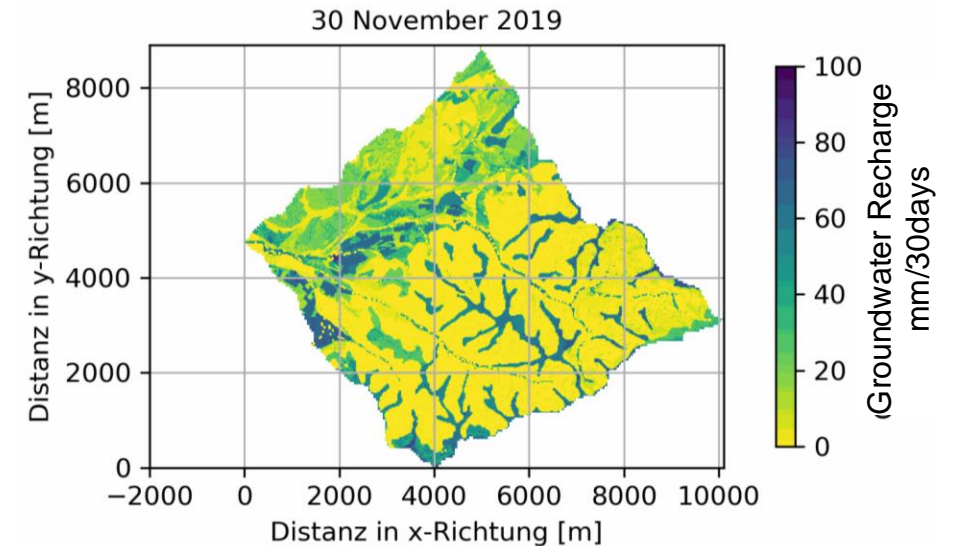 30 November 2019
Distanz in y-Richtung [m]
8000
6000
4000
2000
0
−2000 0 2000 4000 6000 8000 10000
Distanz in x-Richtung [m]
100
80
60
40
20
0
(Groundwater Recharge
mm/30days